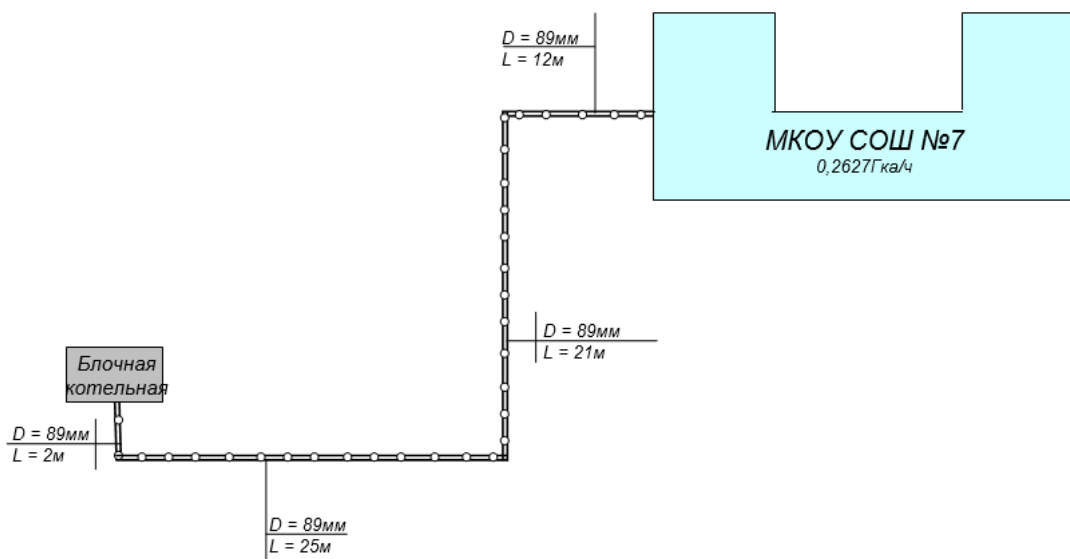 D = 89мм
L = 12м
МКОУ СОШ №7
0,2627Гка/ч
D = 89мм
L = 21м
Блочная
котельная
D = 89мм
L = 2м
D = 89мм
L = 25м